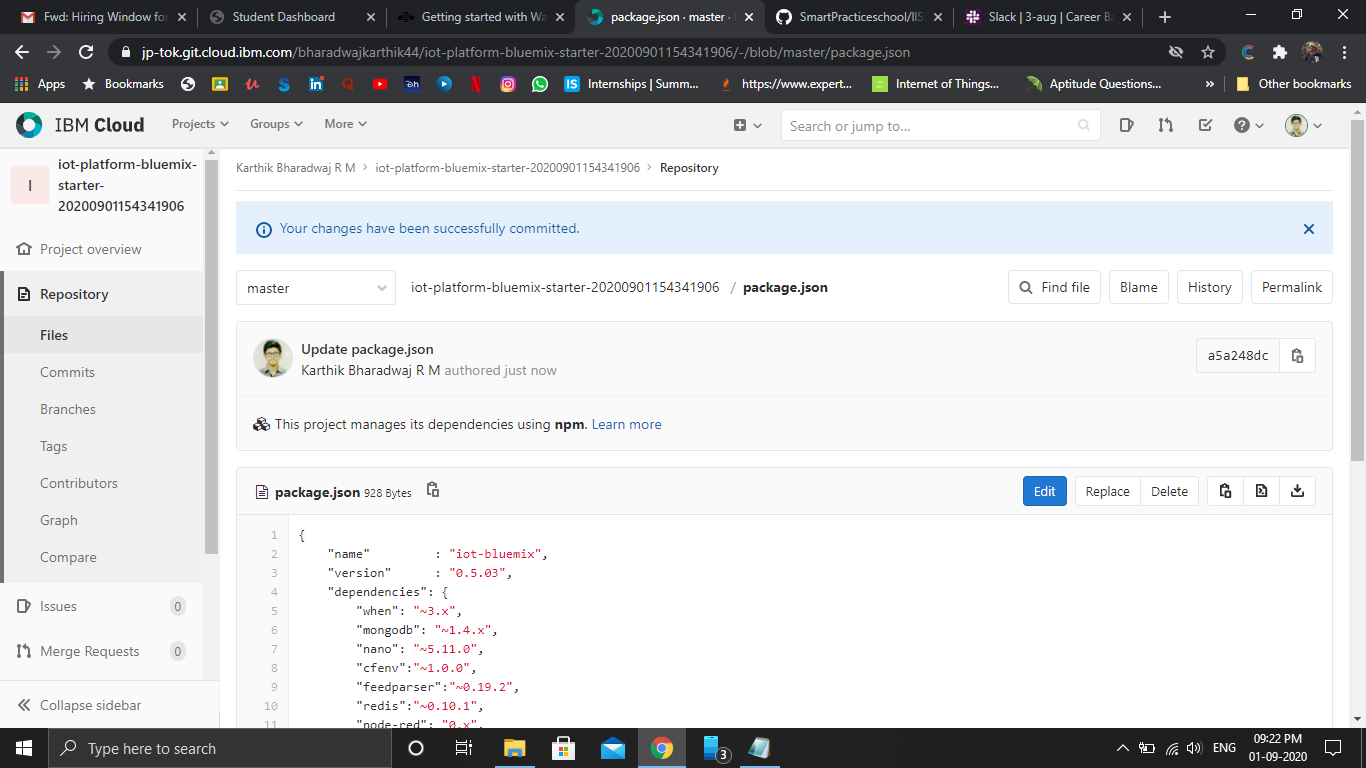 Fwd: Hiring Window for
Student Dashboard
Getting started with Wa
package.json · master ·
SmartPracticeschool/IIS
Slack | 3-aug | Career Ba
jp-tok.git.cloud.ibm.com/bharadwajkarthik44/iot-platform-bluemix-starter-20200901154341906/-/blob/master/package.json
Apps
Bookmarks
Internships | Summ...
https://www.expert...
Internet of Things...
Aptitude Questions...
»
Other bookmarks
IBM Cloud
Projects
Groups
More
Search or jump to...
I
iot-platform-bluemix-
starter-
20200901154341906
Karthik Bharadwaj R M > iot-platform-bluemix-starter-20200901154341906 > Repository
Your changes have been successfully committed.
Project overview
Repository
Files
Commits
Branches
Tags
Contributors
Graph
Compare
Issues 0
Merge Requests 0
Collapse sidebar
master
iot-platform-bluemix-starter-20200901154341906 / package.json
Find file
Blame
History
Permalink
Update package.json
Karthik Bharadwaj R M authored just now
a5a248dc
This project manages its dependencies using npm. Learn more
package.json 928 Bytes
Edit
Replace
Delete
1 {
2 "name" : "iot-bluemix",
3 "version" : "0.5.03",
4 "dependencies": {
5 "when": "~3.x",
6 "mongodb": "~1.4.x",
7 "nano": "~5.11.0",
8 "cfenv":"~1.0.0",
9 "feedparser":"~0.19.2",
10 "redis":"~0.10.1",
11 "node-red": "0.x",
Type here to search
3
ENG
09:22 PM
01-09-2020